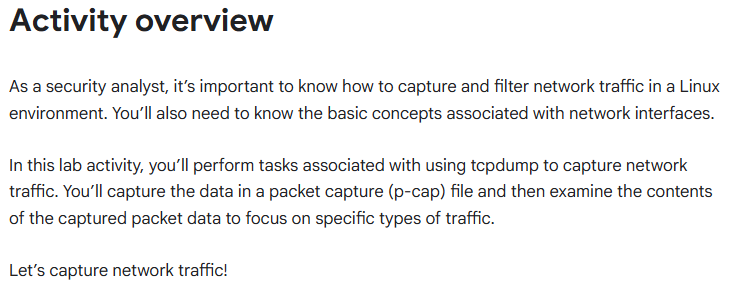 Activity overview
As a security analyst, it’s important to know how to capture and filter network traffic in a Linux
environment. You’ll also need to know the basic concepts associated with network interfaces.
In this lab activity, you’ll perform tasks associated with using tcpdump to capture network
traffic. You’ll capture the data in a packet capture (p-cap) file and then examine the contents
of the captured packet data to focus on specific types of traffic.
Let’s capture network traffic!